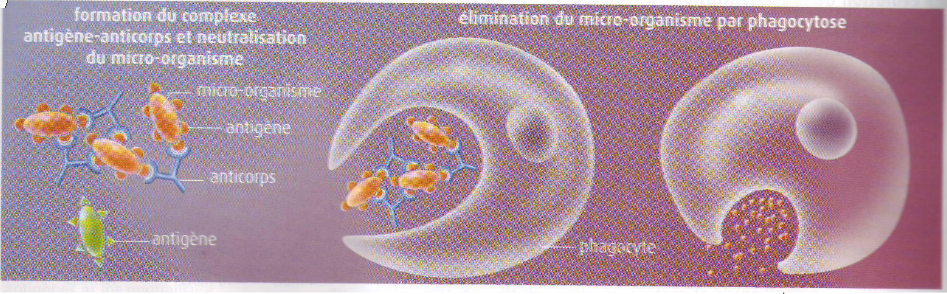 formation du complexe
antigène-anticorps et neutralisation
du micro-organisme
micro-organisme
antigène
anticorps
antigène
élimination du micro-organisme par phagocytose
phagocyte